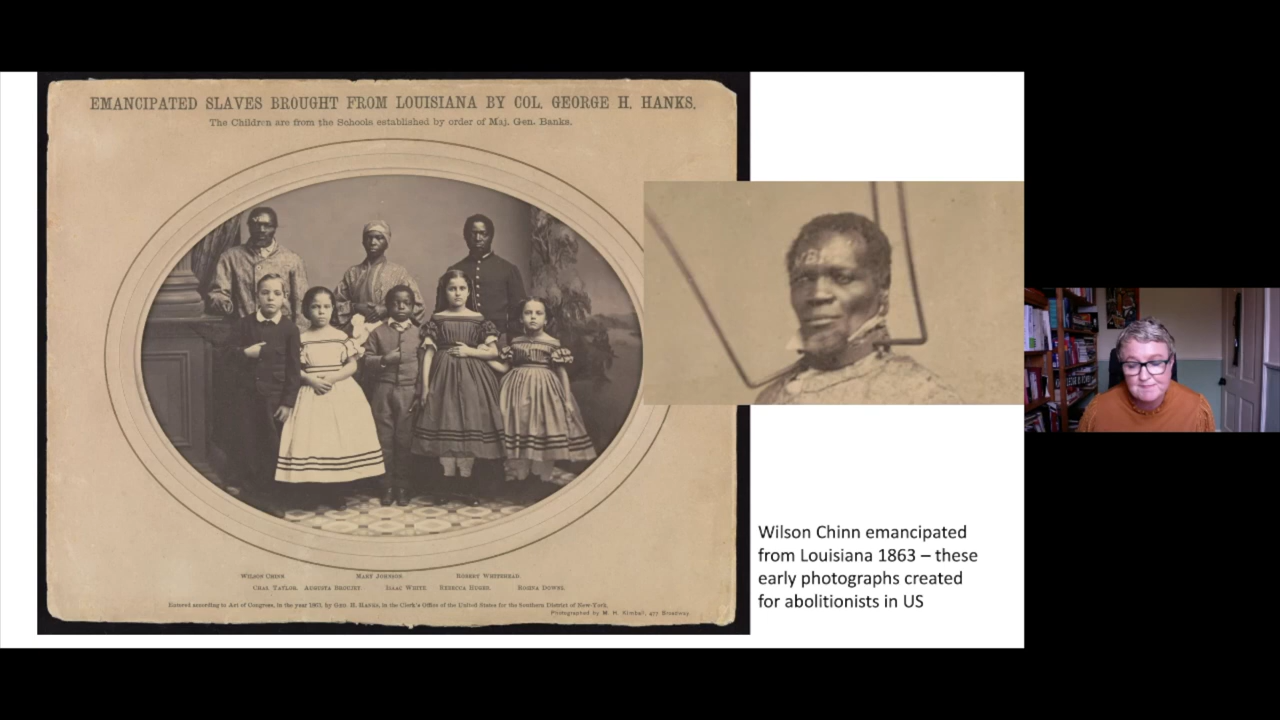 EMANCIPATED SLAVES BROUGHT FROM LOUISIANA BY COL. GEORGE H. HANKS.
The Children are from the Schools established by order of Maj. Gen. Banks.
WILSON CHINN. MARY JOHNSON. ROBERT WHITEHEAD.
CHAS. TAYLOR. AUGUSTA BROUJEY. ISAAC WHITE. REBECCA HUGER. ROSINA DOWNS.
Entered according to Act of Congress, in the year 1863, by GEO. H. HANKS, in the Clerk's Office of the United States for the Southern District of New-York.
Photographed by M. H. Kimball, 477 Broadway.
Wilson Chinn emancipated
from Louisiana 1863 – these
early photographs created
for abolitionists in US